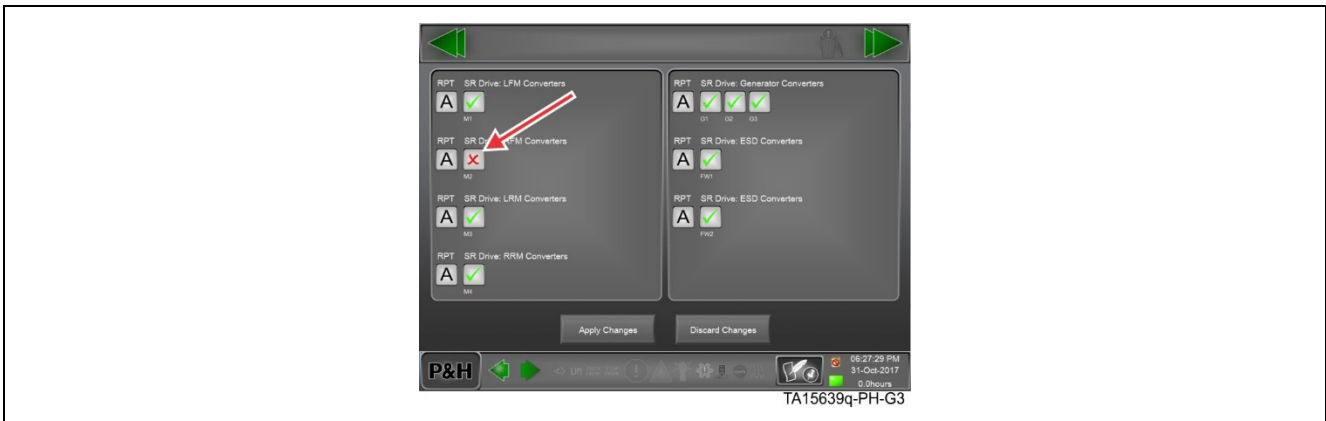 RPT SR Drive: LFM Converters
A
M1
RPT SR D FM Converters
A X
M2
RPT SR Drive: LRM Converters
A
M3
RPT SR Drive: RRM Converters
A
M4
RPT SR Drive: Generator Converters
A
G1 G2 G3
RPT SR Drive: ESD Converters
A
FW1
RPT SR Drive: ESD Converters
A
FW2
Apply Changes Discard Changes
P&H
06:27:29 PM
31-Oct-2017
0.0hours
TA15639q-PH-G3